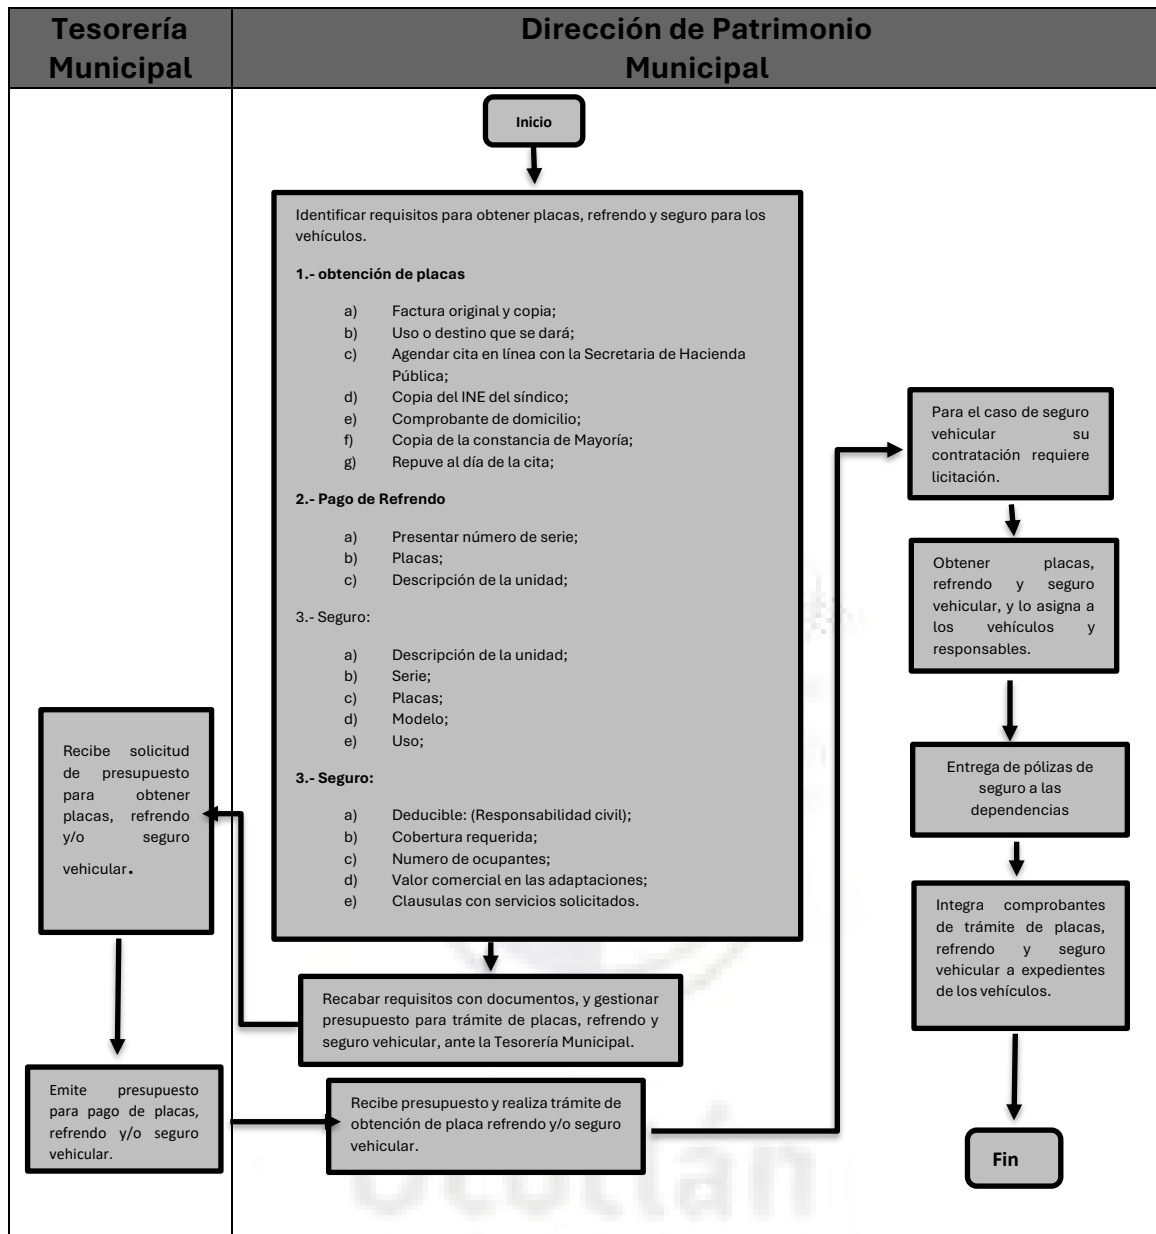 Tesorería
Municipal
Dirección de Patrimonio
Municipal
Inicio
Identificar requisitos para obtener placas, refrendo y seguro para los
vehículos.
1.- obtención de placas
a) Factura original y copia;
b) Uso o destino que se dará;
c) Agendar cita en línea con la Secretaria de Hacienda
Pública;
d) Copia del INE del síndico;
e) Comprobante de domicilio;
f) Copia de la constancia de Mayoría;
g) Repuve al día de la cita;
2.- Pago de Refrendo
a) Presentar número de serie;
b) Placas;
c) Descripción de la unidad;
3.- Seguro:
a) Descripción de la unidad;
b) Serie;
c) Placas;
d) Modelo;
e) Uso;
3.- Seguro:
a) Deducible: (Responsabilidad civil);
b) Cobertura requerida;
c) Numero de ocupantes;
d) Valor comercial en las adaptaciones;
e) Clausulas con servicios solicitados.
Recabar requisitos con documentos, y gestionar
presupuesto para trámite de placas, refrendo y
seguro vehicular, ante la Tesorería Municipal.
Recibe solicitud
de presupuesto
para obtener
placas, refrendo
y/o seguro
vehicular.
Emite presupuesto
para pago de placas,
refrendo y/o seguro
vehicular.
Recibe presupuesto y realiza trámite de
obtención de placa refrendo y/o seguro
vehicular.
Para el caso de seguro
vehicular su
contratación requiere
licitación.
Obtener placas,
refrendo y seguro
vehicular, y lo asigna a
los vehículos y
responsables.
Entrega de pólizas de
seguro a las
dependencias
Integra comprobantes
de trámite de placas,
refrendo y seguro
vehicular a expedientes
de los vehículos.
Fin
Ocotlán